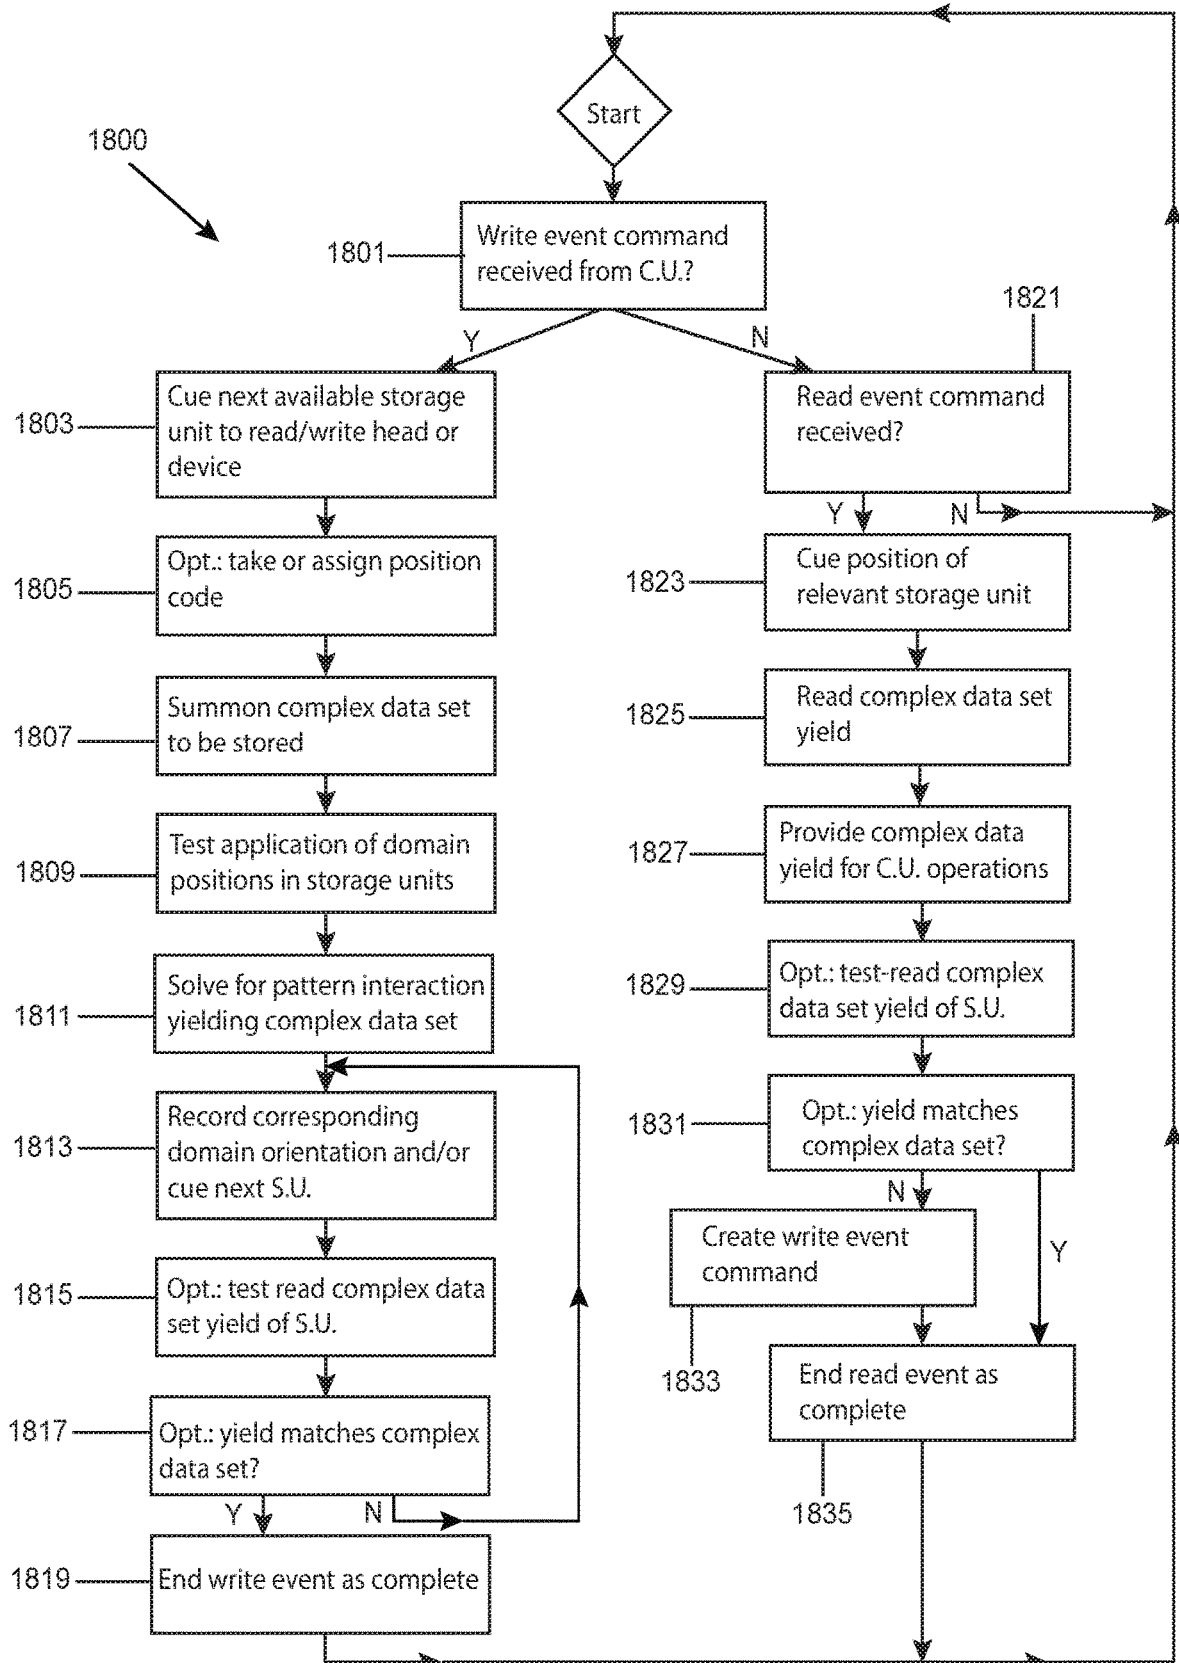 Start
1800
1801
Write event command
received from C.U.?
Y
N
1803
Cue next available storage
unit to read/write head or
device
1805
Opt.: take or assign position
code
1807
Summon complex data set
to be stored
1809
Test application of domain
positions in storage units
1811
Solve for pattern interaction
yielding complex data set
1813
Record corresponding
domain orientation and/or
cue next S.U.
1815
Opt.: test read complex data
set yield of S.U.
1817
Opt.: yield matches complex
data set?
Y
N
1819
End write event as complete
1821
Read event command
received?
Y
N
1823
Cue position of
relevant storage unit
1825
Read complex data set
yield
1827
Provide complex data
yield for C.U. operations
1829
Opt.: test-read complex
data set yield of S.U.
1831
Opt.: yield matches
complex data set?
N
Y
Create write event
command
1833
End read event as
complete
1835